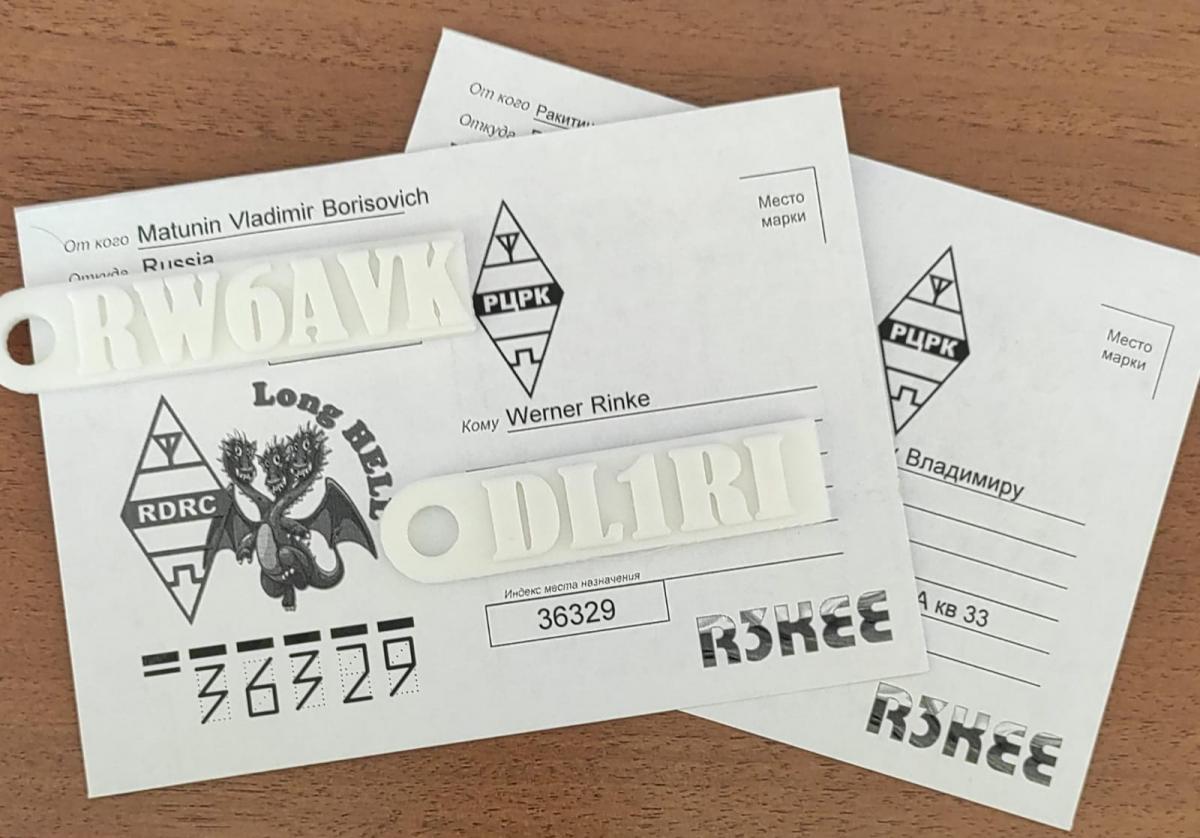 От кого Matunin Vladimir Borisovich
Откуда Russia
RW6AVK
РЦРК
Место
марки
Long HELL
RDRC
Кому Werner Rinke
DL1RI
Индекс места назначения
36329
36329
R3KEE
От кого
Откуда
РЦРК
Место
марки
Владимиру
кв 33
R3KEE